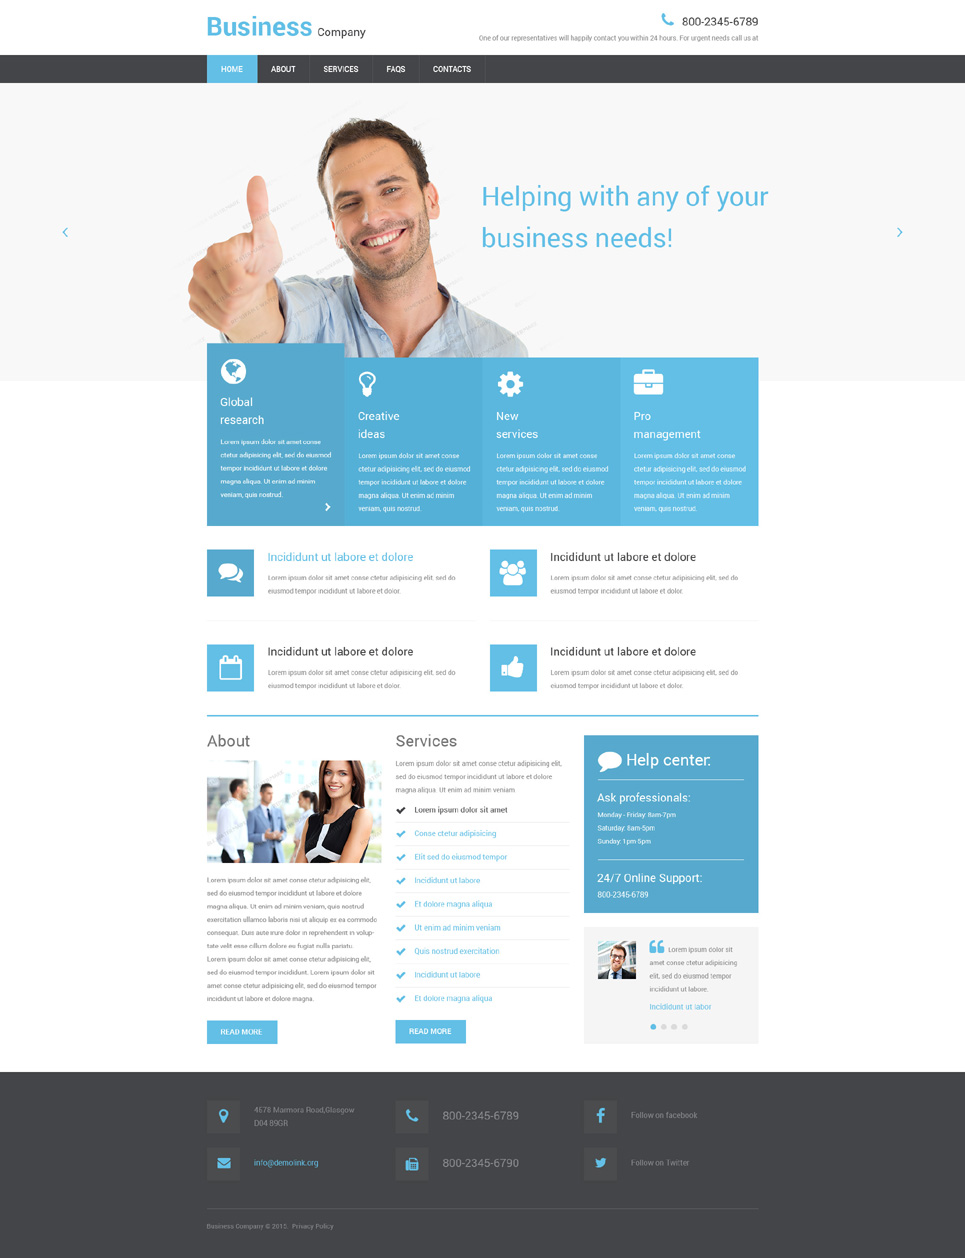 Business Company
800-2345-6789
One of our representatives will happily contact you within 24 hours. For urgent needs call us at
HOME
ABOUT
SERVICES
FAQS
CONTACTS
Helping with any of your
business needs!
Global
research
Lorem ipsum dolor sit amet conse
ctetur adipisicing elit, sed do eiusmod
tempor incididunt ut labore et dolore
magna aliqua. Ut enim ad minim
veniam, quis nostrud.
Creative
ideas
Lorem ipsum dolor sit amet conse
ctetur adipisicing elit, sed do eiusmod
tempor incididunt ut labore et dolore
magna aliqua. Ut enim ad minim
veniam, quis nostrud.
New
services
Lorem ipsum dolor sit amet conse
ctetur adipisicing elit, sed do eiusmod
tempor incididunt ut labore et dolore
magna aliqua. Ut enim ad minim
veniam, quis nostrud.
Pro
management
Lorem ipsum dolor sit amet conse
ctetur adipisicing elit, sed do eiusmod
tempor incididunt ut labore et dolore
magna aliqua. Ut enim ad minim
veniam, quis nostrud.
Incididunt ut labore et dolore
Lorem ipsum dolor sit amet conse ctetur adipisicing elit, sed do
eiusmod tempor incididunt ut labore et dolor.
Incididunt ut labore et dolore
Lorem ipsum dolor sit amet conse ctetur adipisicing elit, sed do
eiusmod tempor incididunt ut labore et dolor.
Incididunt ut labore et dolore
Lorem ipsum dolor sit amet conse ctetur adipisicing elit, sed do
eiusmod tempor incididunt ut labore et dolor.
Incididunt ut labore et dolore
Lorem ipsum dolor sit amet conse ctetur adipisicing elit, sed do
eiusmod tempor incididunt ut labore et dolor.
About
Lorem ipsum dolor sit amet conse ctetur adipisicing elit,
sed do eiusmod tempor incididunt ut labore et dolore
magna aliqua. Ut enim ad minim veniam, quis nostrud
exercitation ullamco laboris nisi ut aliquip ex ea commodo
consequat. Duis aute irure dolor in reprehenderit in volup-
tate velit esse cillum dolore eu fugiat nulla pariatu.
Lorem ipsum dolor sit amet conse ctetur adipisicing elit,
sed do eiusmod tempor incididunt. Lorem ipsum dolor sit
amet conse ctetur adipisicing elit, sed do eiusmod tempor
incididunt ut labore et dolore magna.
READ MORE
Services
Lorem ipsum dolor sit amet conse ctetur adipisicing elit,
sed do eiusmod tempor incididunt ut labore et dolore
magna aliqua. Ut enim ad minim veniam
Lorem ipsum dolor sit amet
Conse ctetur adipisicing
Elit sed do eiusmod tempor
Incididunt ut labore
Et dolore magna aliqua
Ut enim ad minim veniam
Quis nostrud exercitation
Incididunt ut labore
Et dolore magna aliqua
READ MORE
Help center:
Ask professionals:
Monday - Friday: 8am-7pm
Saturday: 8am-5pm
Sunday: 1pm-5pm
24/7 Online Support:
800-2345-6789
Lorem ipsum dolor sit
amet conse ctetur adipisicing
elit, sed do eiusmod tempor
incididunt ut labore.
Incididunt ut labor
4578 Marmora Road,Glasgow
D04 89GR
info@demolink.org
800-2345-6789
800-2345-6790
Follow on facebook
Follow on Twitter
Business Company © 2015. Privacy Policy